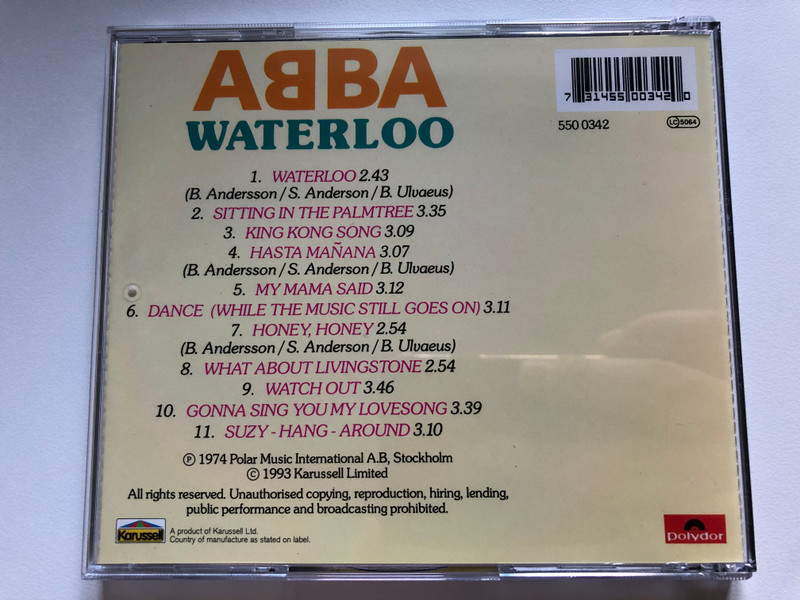 ABBA
WATERLOO
7 31455 00342 0
550 0342
LC 5064
1. WATERLOO 2.43
(B. Andersson / S. Anderson / B. Ulvaeus)
2. SITTING IN THE PALMTREE 3.35
3. KING KONG SONG 3.09
4. HASTA MAÑANA 3.07
(B. Andersson / S. Anderson / B. Ulvaeus)
5. MY MAMA SAID 3.12
6. DANCE (WHILE THE MUSIC STILL GOES ON) 3.11
7. HONEY, HONEY 2.54
(B. Andersson / S. Anderson / B. Ulvaeus)
8. WHAT ABOUT LIVINGSTONE 2.54
9. WATCH OUT 3.46
10. GONNA SING YOU MY LOVESONG 3.39
11. SUZY - HANG - AROUND 3.10
℗ 1974 Polar Music International A.B, Stockholm
© 1993 Karussell Limited
All rights reserved. Unauthorised copying, reproduction, hiring, lending,
public performance and broadcasting prohibited.
Karussell
A product of Karussell Ltd.
Country of manufacture as stated on label.
polydor